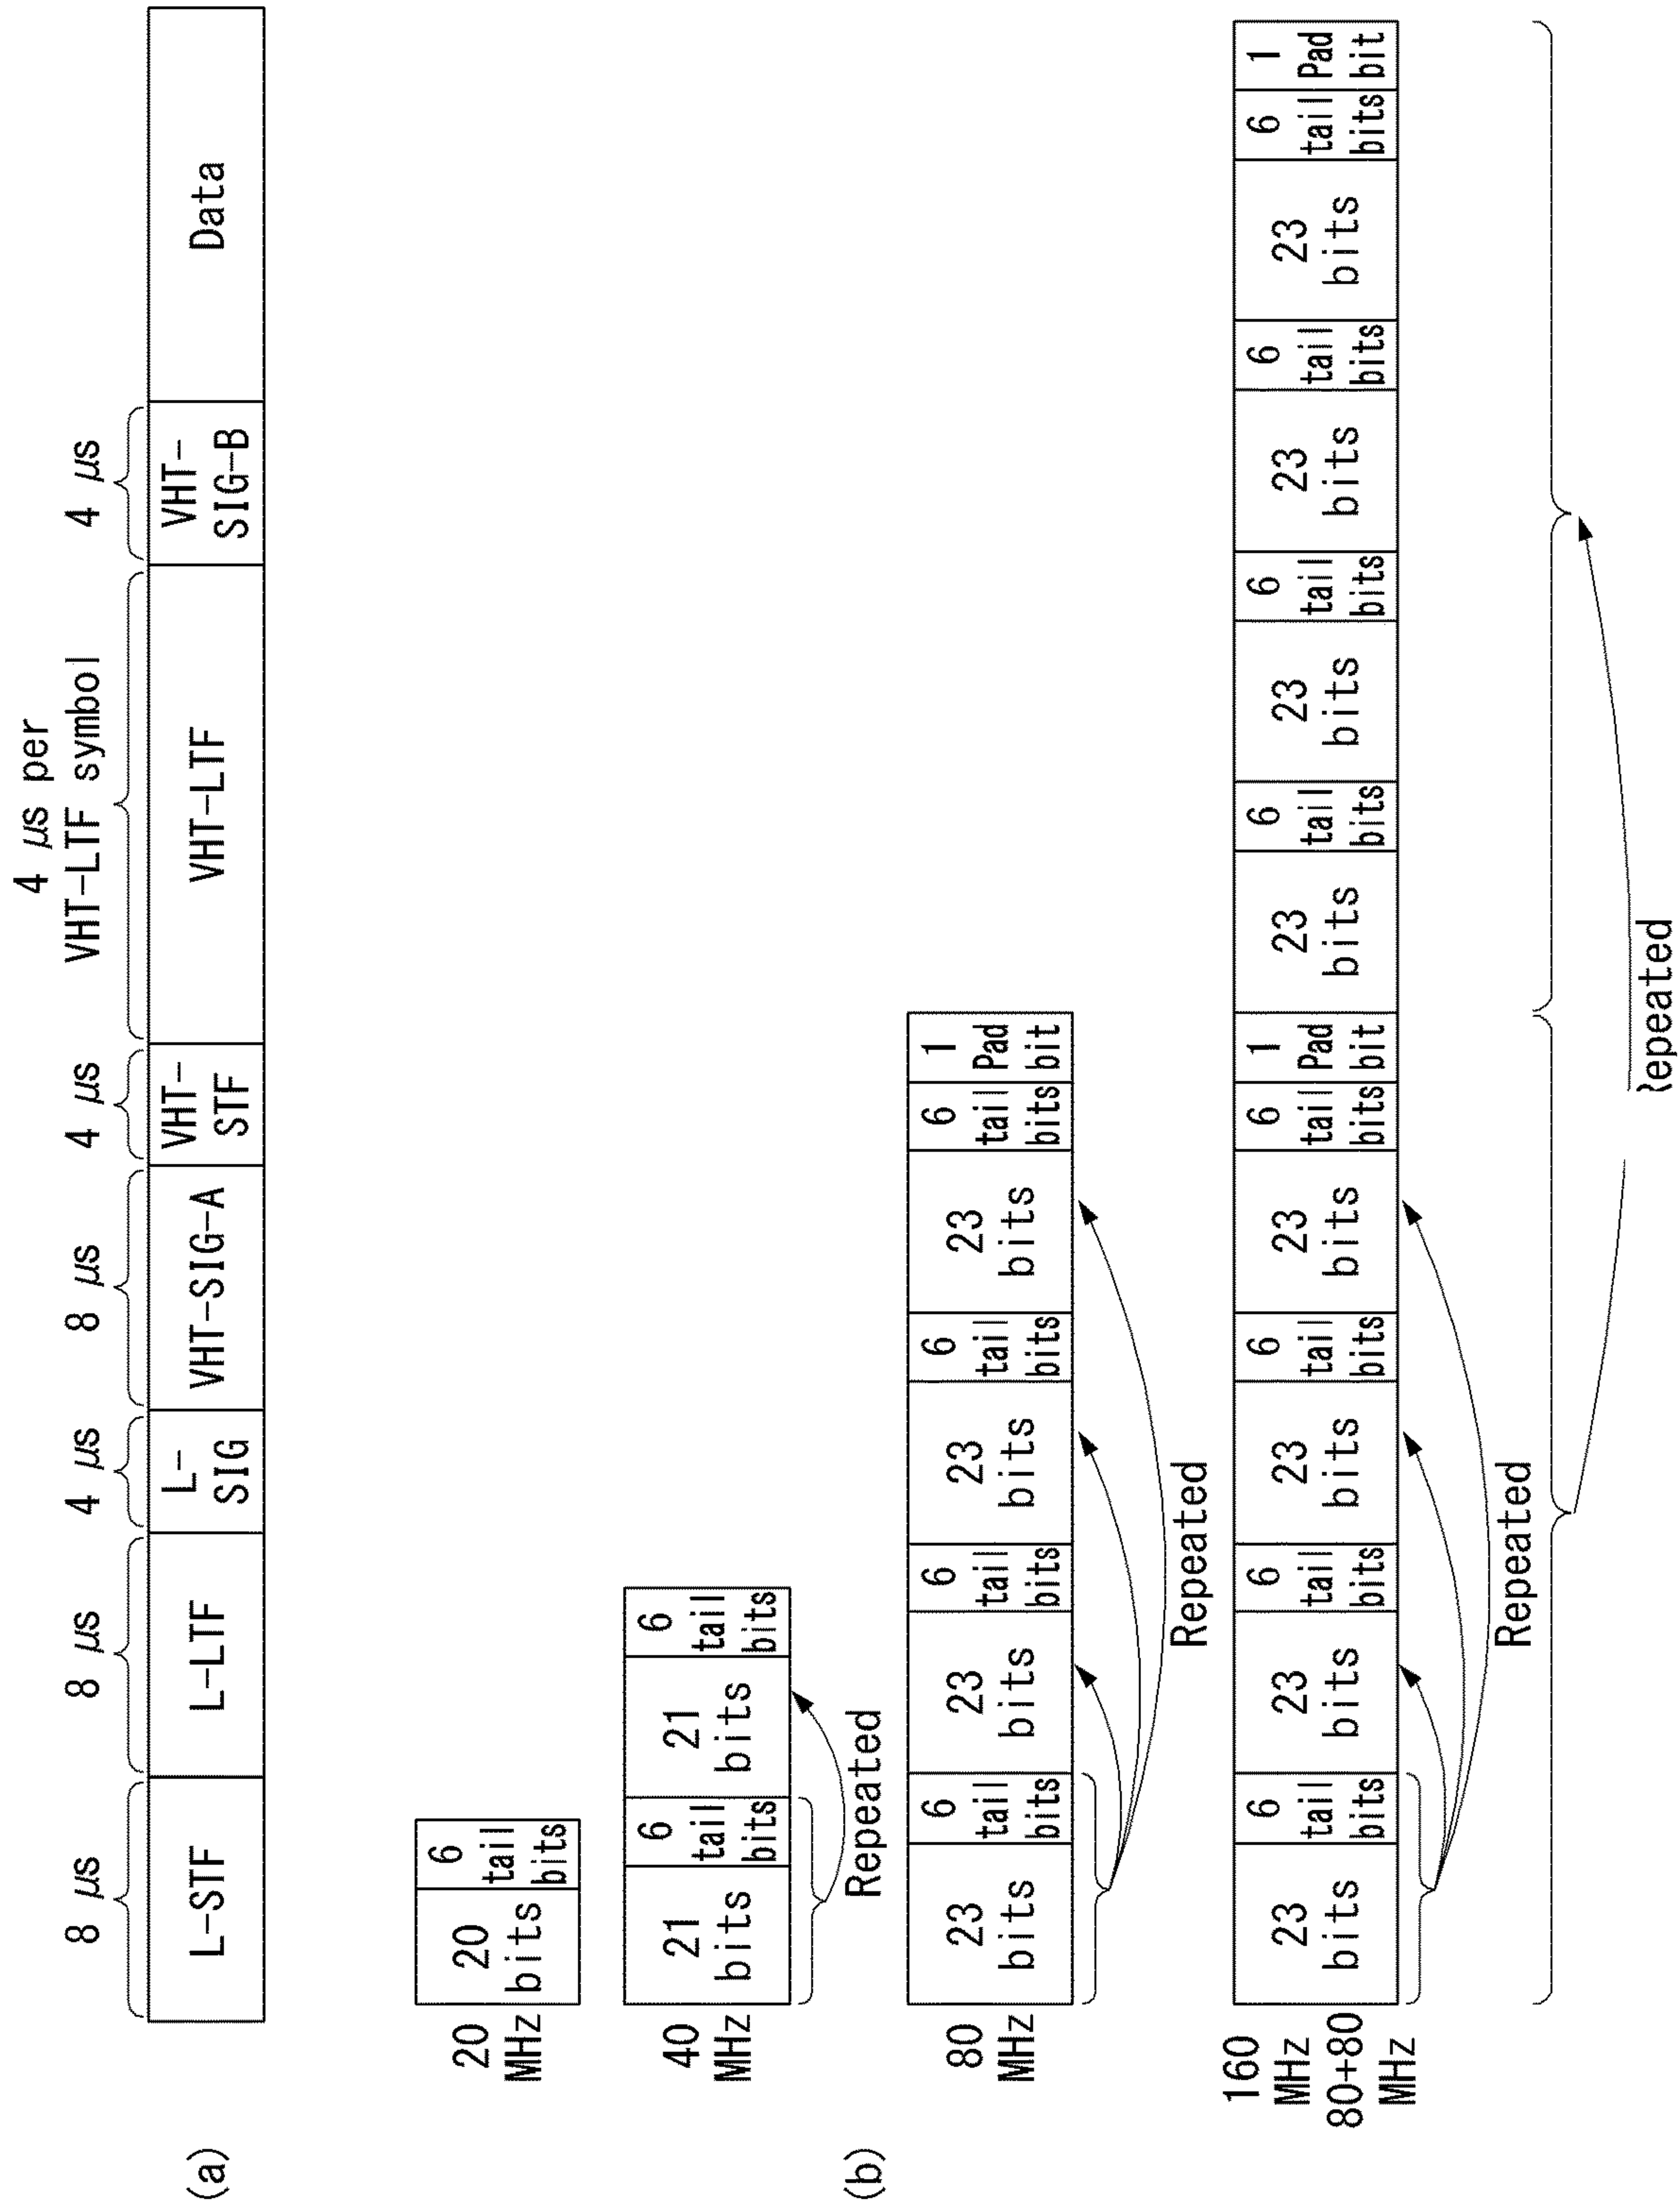 (a)
8 μs
8 μs
4 μs
8 μs
4 μs
4 μs per
VHT-LTF symbol
4 μs
L-STF
L-LTF
L-
SIG
VHT-SIG-A
VHT-
STF
VHT-LTF
VHT-
SIG-B
Data
(b)
20
MHz
20
bits
6
tail
bits
40
MHz
21
bits
6
tail
bits
21
bits
6
tail
bits
Repeated
80
MHz
23
bits
6
tail
bits
23
bits
6
tail
bits
23
bits
6
tail
bits
23
bits
6
tail
bits
1
Pad
bit
Repeated
160
MHz
80+80
MHz
23
bits
6
tail
bits
23
bits
6
tail
bits
23
bits
6
tail
bits
23
bits
6
tail
bits
1
Pad
bit
23
bits
6
tail
bits
23
bits
6
tail
bits
23
bits
6
tail
bits
23
bits
6
tail
bits
1
Pad
bit
Repeated
Repeated